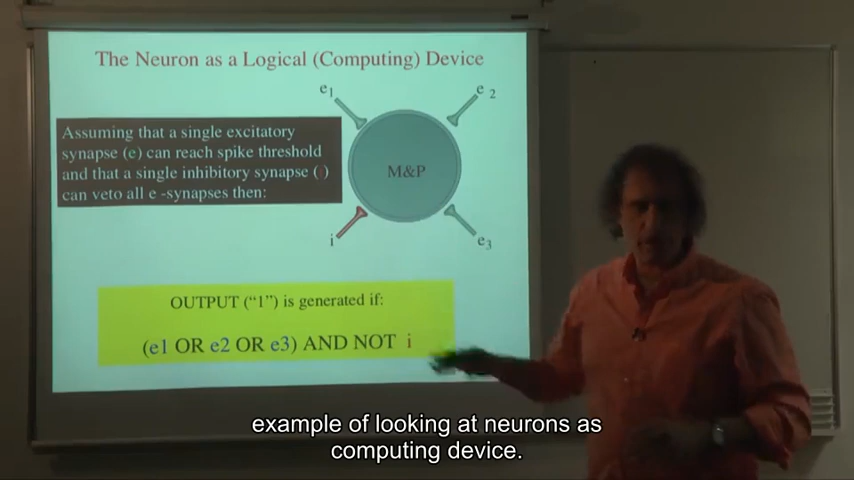 The Neuron as a Logical (Computing) Device
e1
e 2
Assuming that a single excitatory
synapse (e) can reach spike threshold
and that a single inhibitory synapse (i)
can veto all e -synapses then:
M&P
i
e3
OUTPUT (“1”) is generated if:
(e1 OR e2 OR e3) AND NOT i
example of looking at neurons as
computing device.